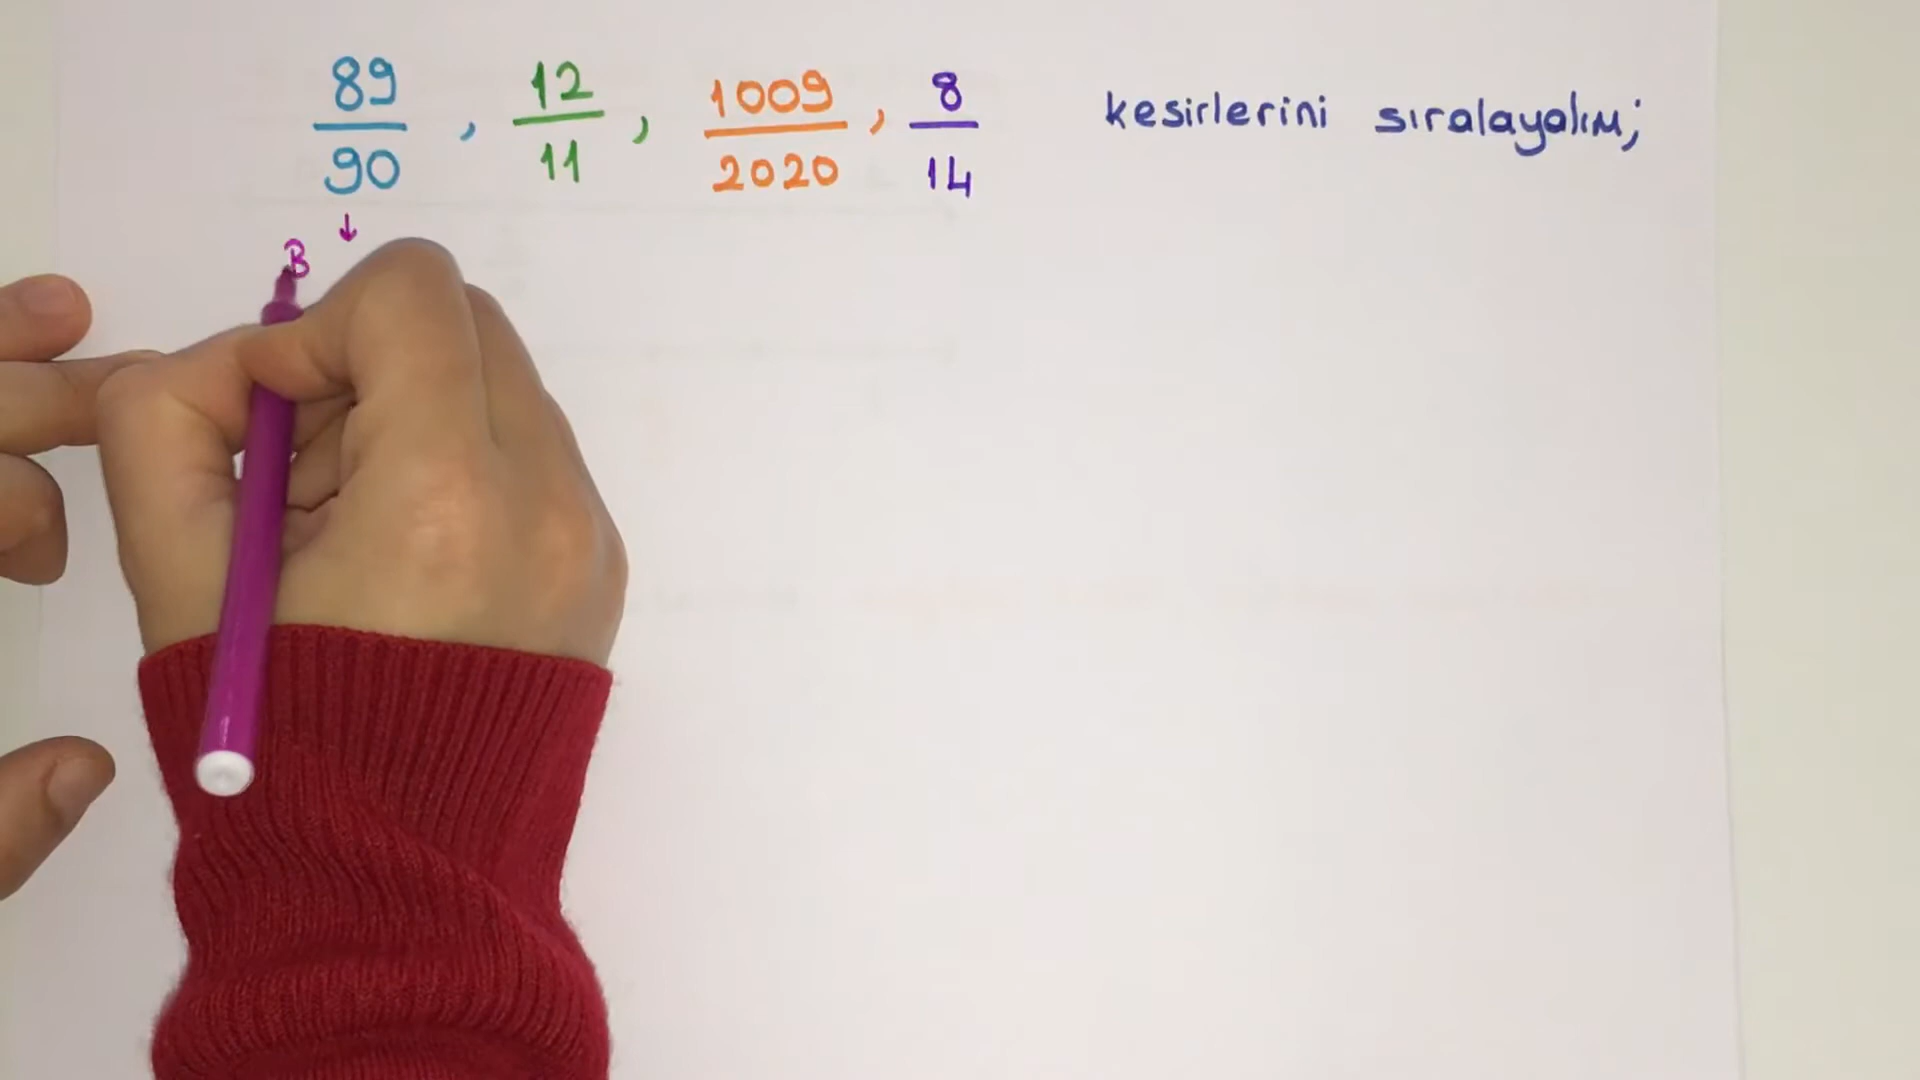 89/90 , 12/11 , 1009/2020 , 8/14 kesirlerini sıralayalım;
↓
B